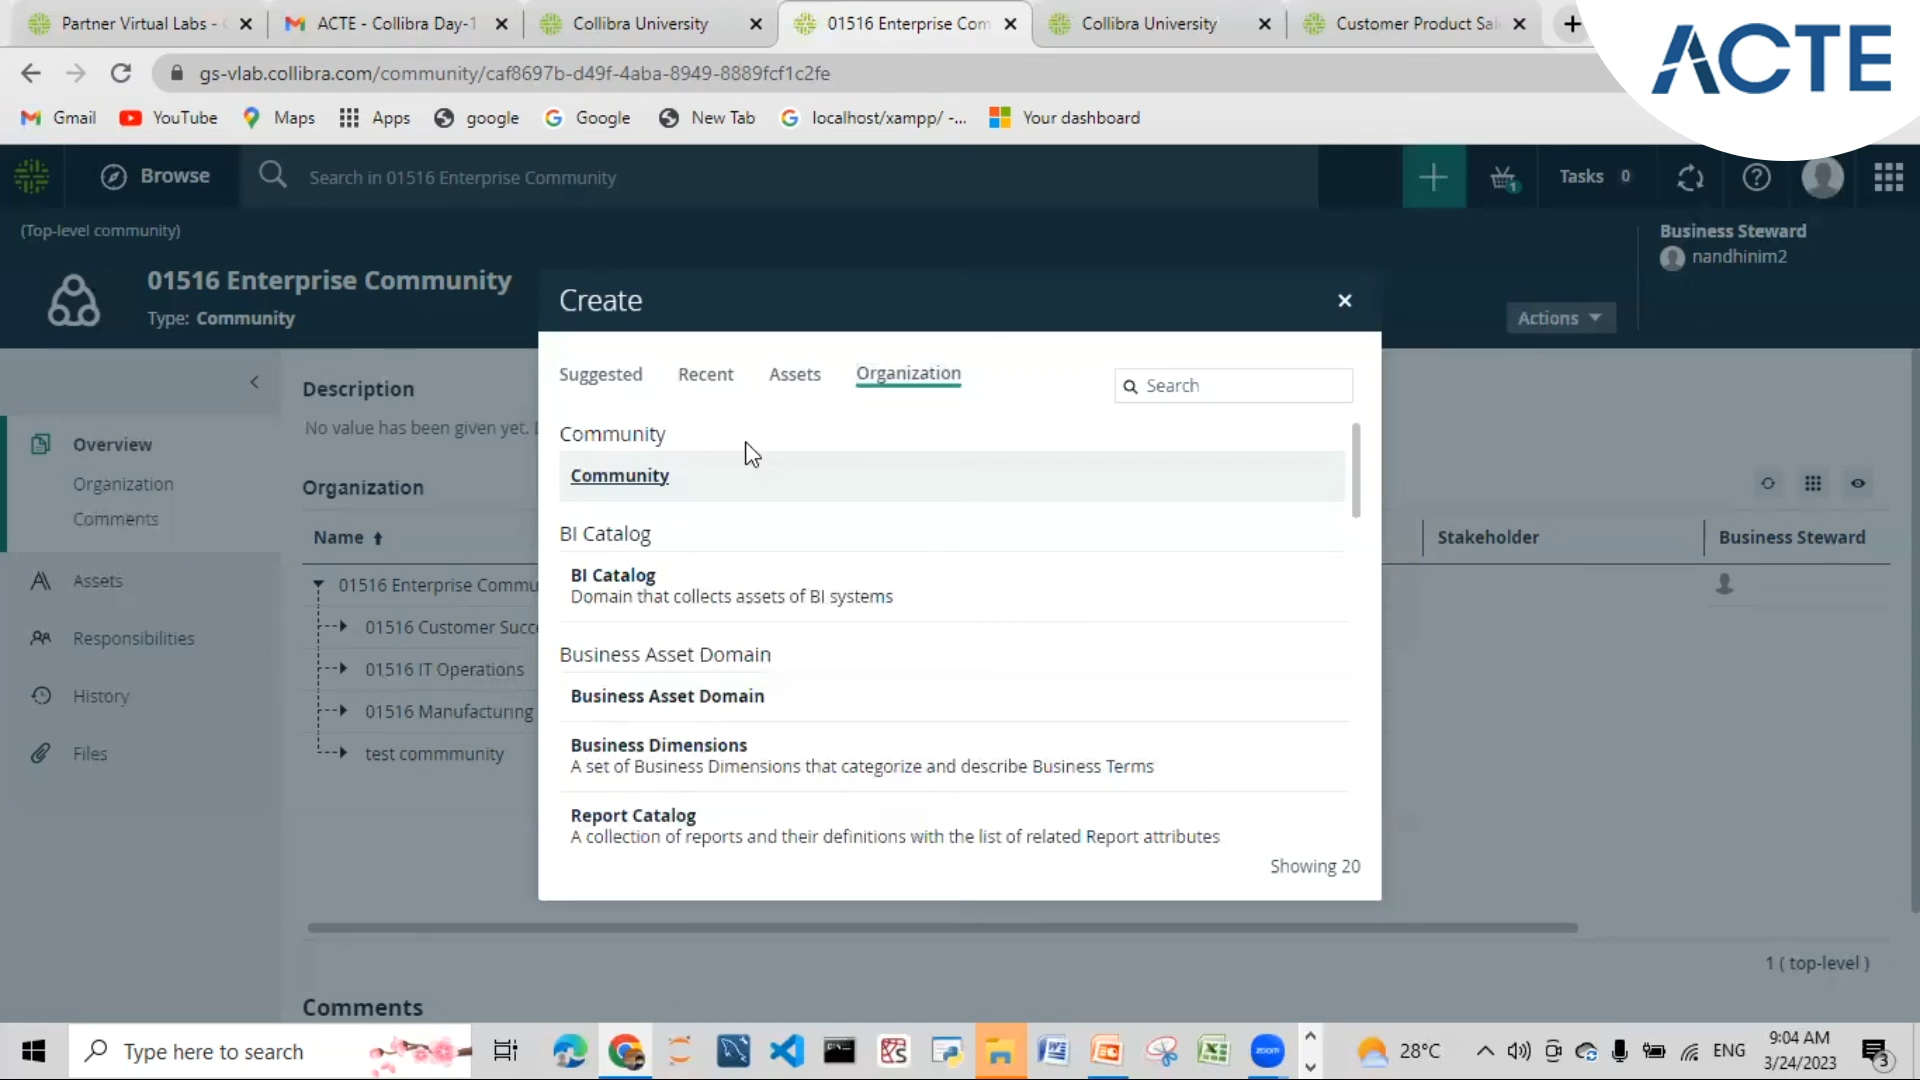 Partner Virtual Labs -
ACTE - Collibra Day-1
Collibra University
01516 Enterprise Com
Collibra University
Customer Product Sal
ACTE
gs-vlab.collibra.com/community/caf8697b-d49f-4aba-8949-8889fcf1c2fe
Gmail
YouTube
Maps
Apps
google
Google
New Tab
localhost/xampp/ -...
Your dashboard
Browse
Search in 01516 Enterprise Community
1
Tasks 0
(Top-level community)
01516 Enterprise Community
Type: Community
Business Steward
nandhinim2
Actions
Create
Suggested
Recent
Assets
Organization
Search
Community
Community
BI Catalog
BI Catalog
Domain that collects assets of BI systems
Business Asset Domain
Business Asset Domain
Business Dimensions
A set of Business Dimensions that categorize and describe Business Terms
Report Catalog
A collection of reports and their definitions with the list of related Report attributes
Showing 20
Overview
Organization
Comments
Assets
Responsibilities
History
Files
Description
No value has been given yet.
Organization
Name
Stakeholder
Business Steward
01516 Enterprise Commu
01516 Customer Succe
01516 IT Operations
01516 Manufacturing
test commmunity
1 ( top-level )
Comments
Type here to search
zoom
28°C
ENG
9:04 AM
3/24/2023
3